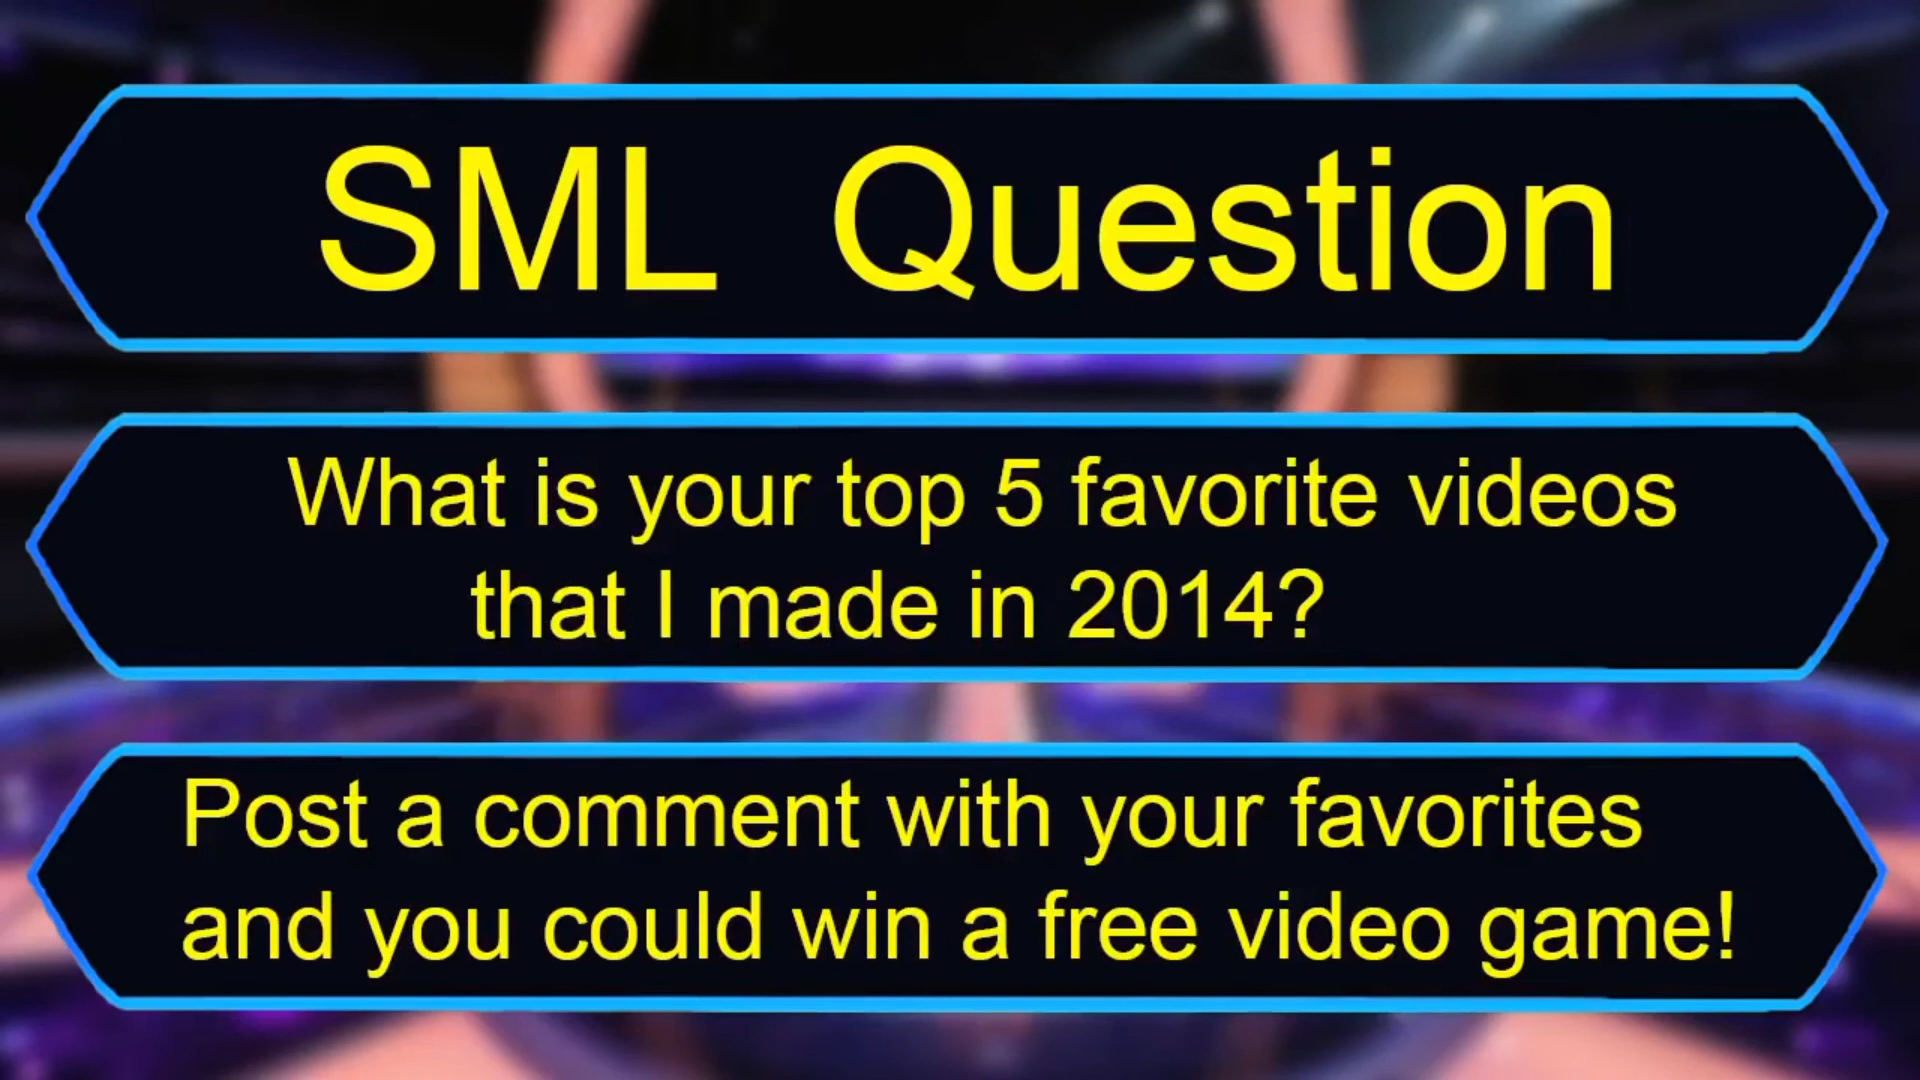 SML Question
What is your top 5 favorite videos
that I made in 2014?
Post a comment with your favorites
and you could win a free video game!